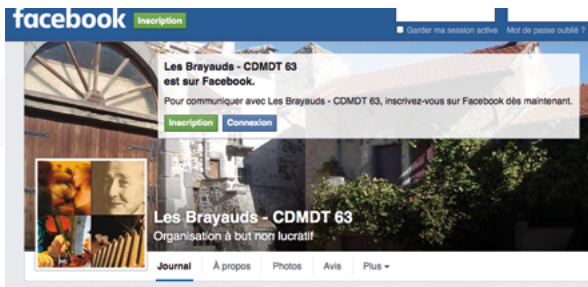 facebook Inscription
Garder ma session active Mot de passe oublié ?
Les Brayauds - CDMDT 63
est sur Facebook.
Pour communiquer avec Les Brayauds - CDMDT 63, inscrivez-vous sur Facebook dès maintenant.
Inscription Connexion
Les Brayauds - CDMDT 63
Organisation à but non lucratif
Journal À propos Photos Avis Plus